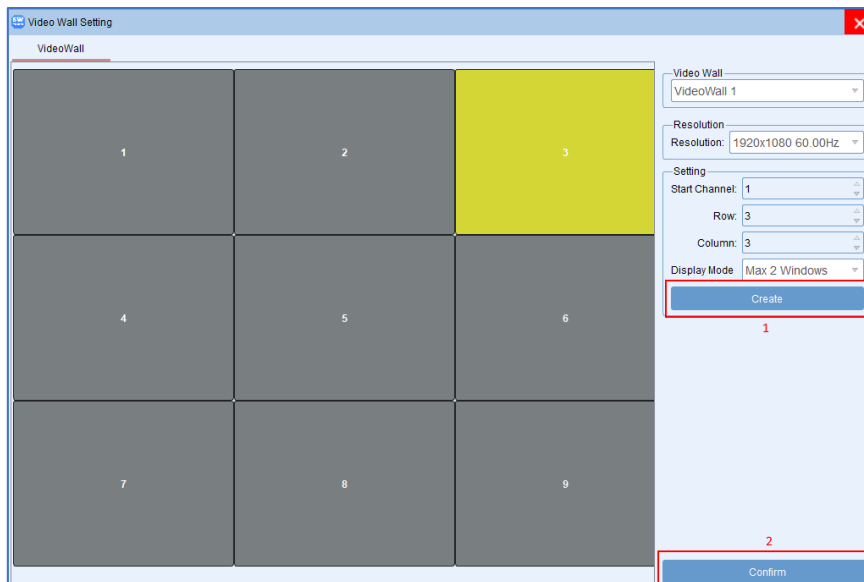 Video Wall Setting
VideoWall
1
2
3
4
5
6
7
8
9
Video Wall
VideoWall 1
Resolution
Resolution: 1920x1080 60.00Hz
Setting
Start Channel: 1
Row: 3
Column: 3
Display Mode Max 2 Windows
Create
1
2
Confirm